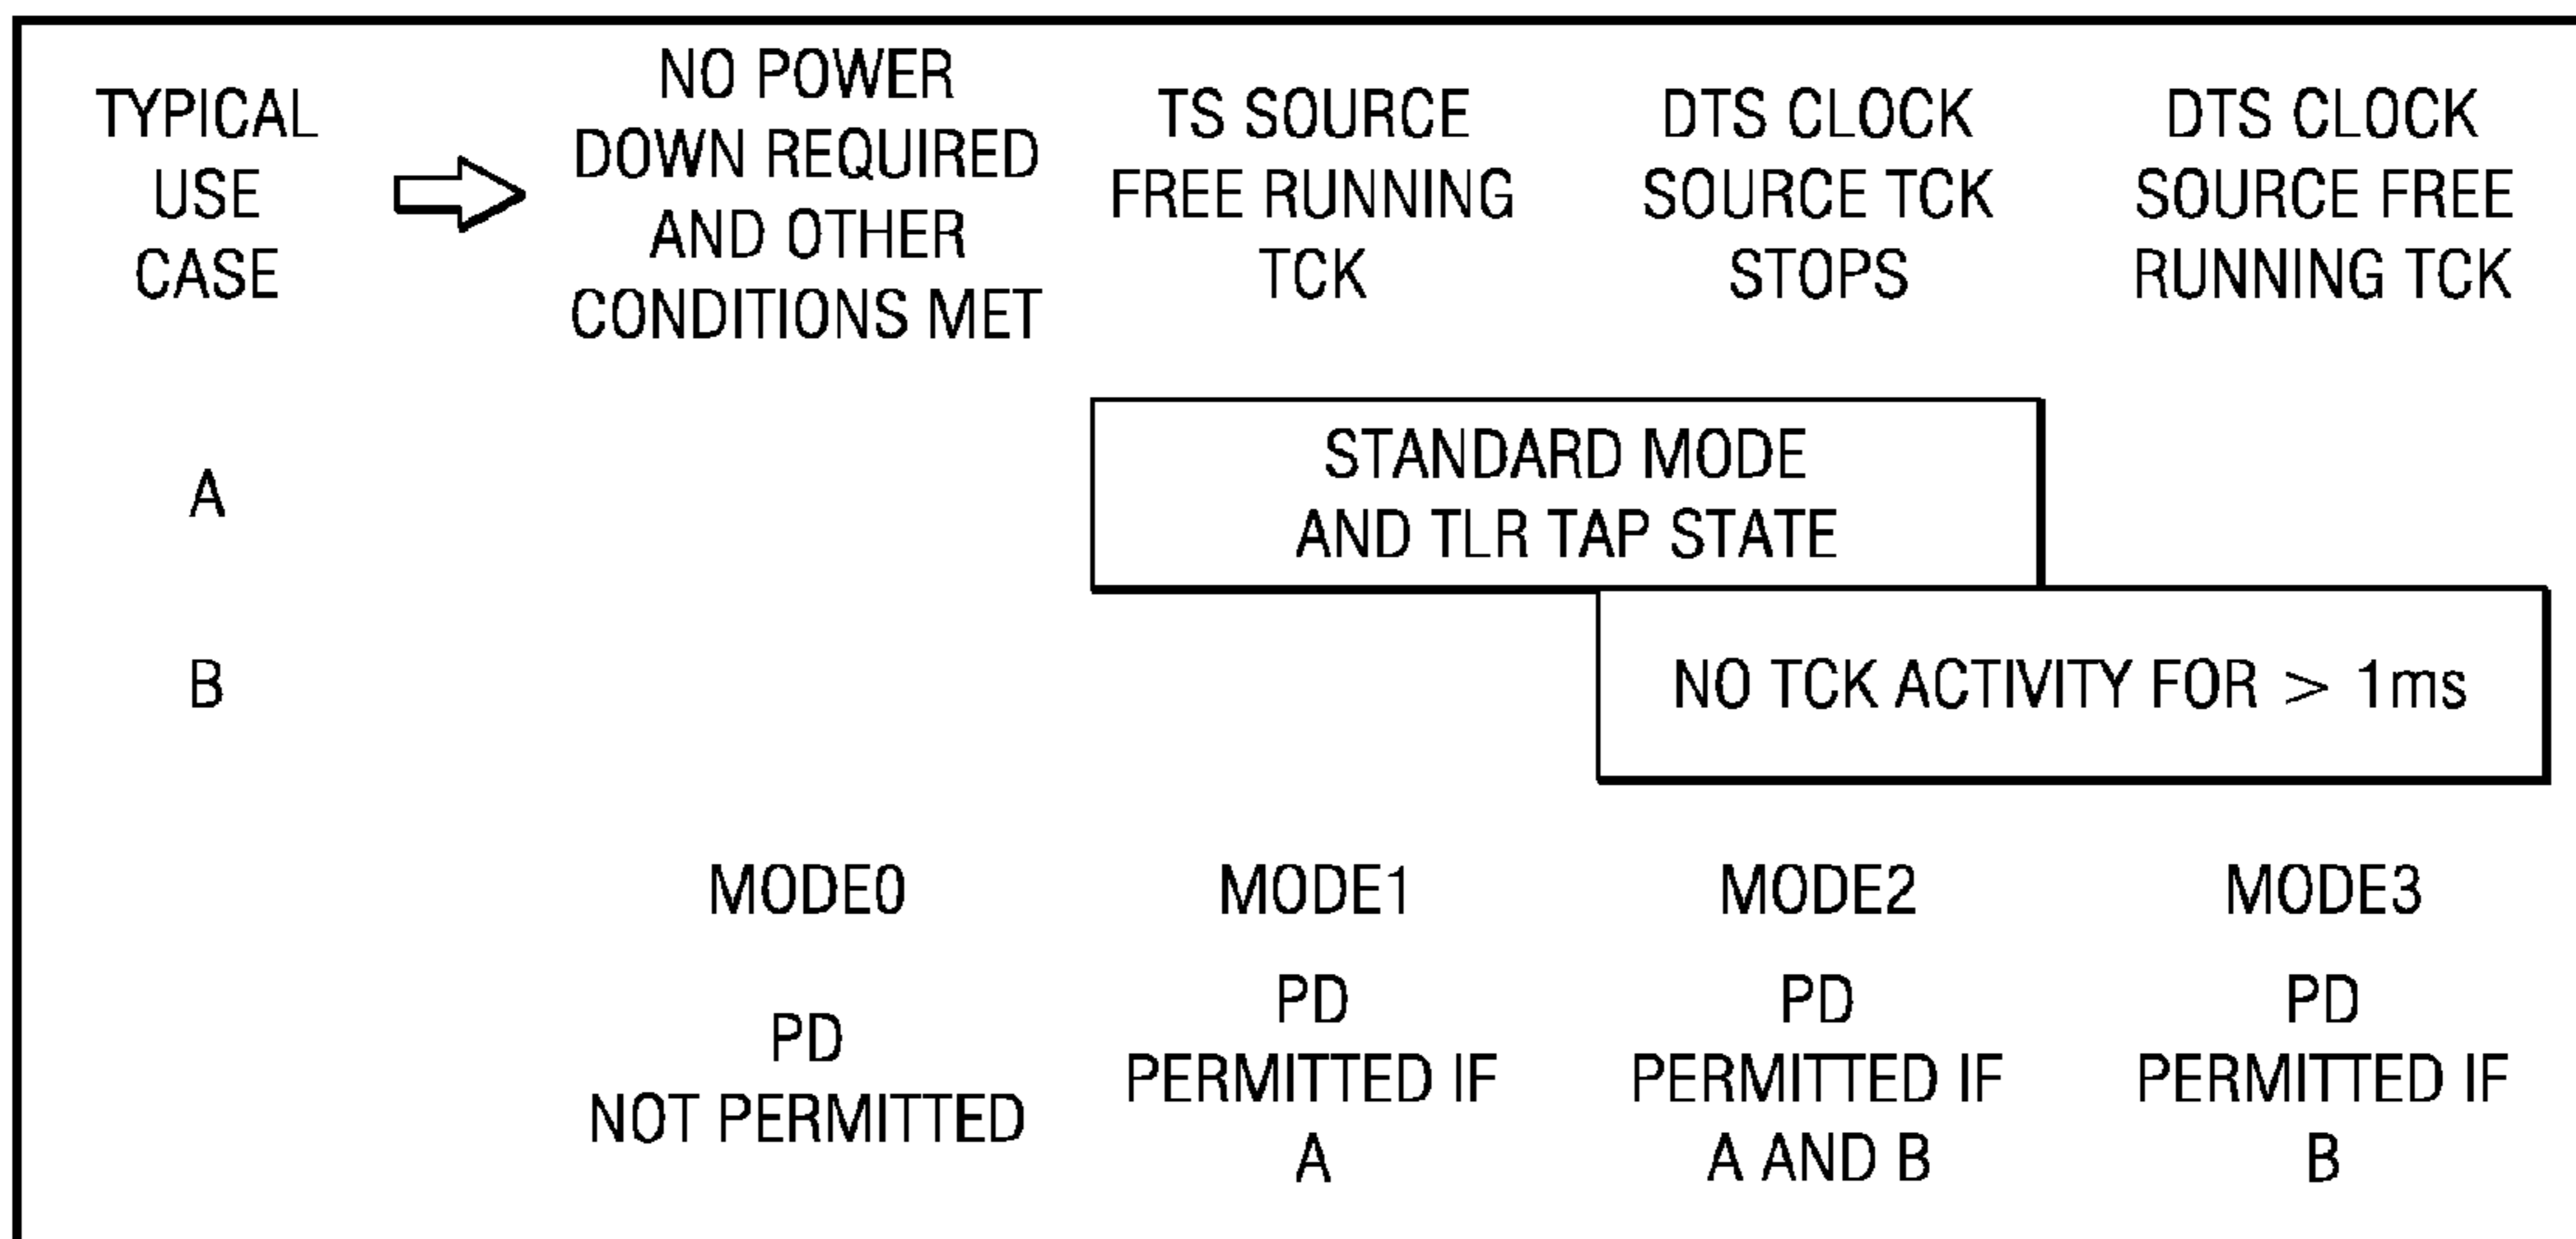 TYPICAL
USE
CASE
NO POWER
DOWN REQUIRED
AND OTHER
CONDITIONS MET
TS SOURCE
FREE RUNNING
TCK
DTS CLOCK
SOURCE TCK
STOPS
DTS CLOCK
SOURCE FREE
RUNNING TCK
A
STANDARD MODE
AND TLR TAP STATE
B
NO TCK ACTIVITY FOR > 1ms
MODE0
MODE1
MODE2
MODE3
PD
NOT PERMITTED
PD
PERMITTED IF
A
PD
PERMITTED IF
A AND B
PD
PERMITTED IF
B